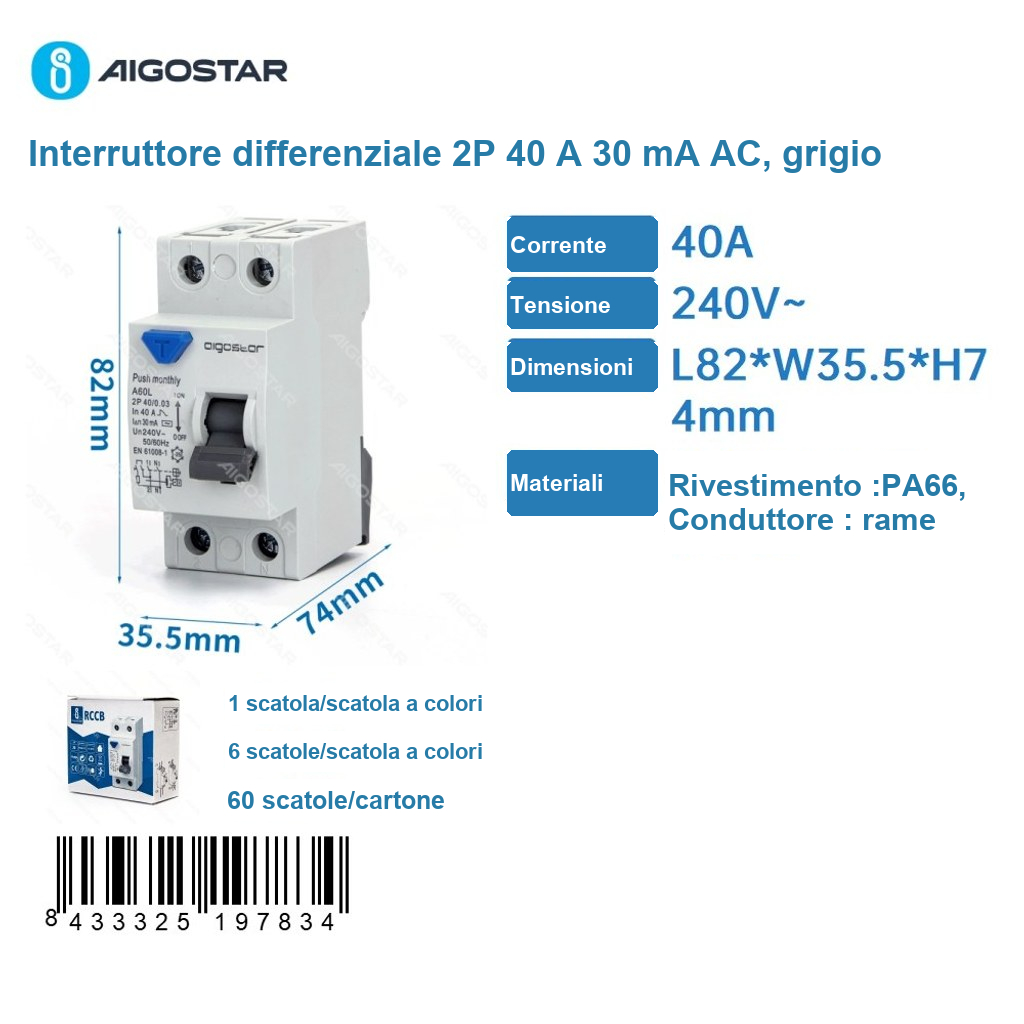 AIGOSTAR
Interruttore differenziale 2P 40 A 30 mA AC, grigio
Corrente
40A
Tensione
240V~
Dimensioni
L82*W35.5*H7
4mm
Materiali
Rivestimento :PA66,
Conduttore : rame
82mm
T
aigostar
Push monthly
A60L
2P 40/0.03
In 40 A
I∆n 30 mA
Un 240V~
50/60Hz
EN 61008-1
ON
OFF
N
35.5mm
74mm
RCCB
1 scatola/scatola a colori
6 scatole/scatola a colori
60 scatole/cartone
8 433325 197834